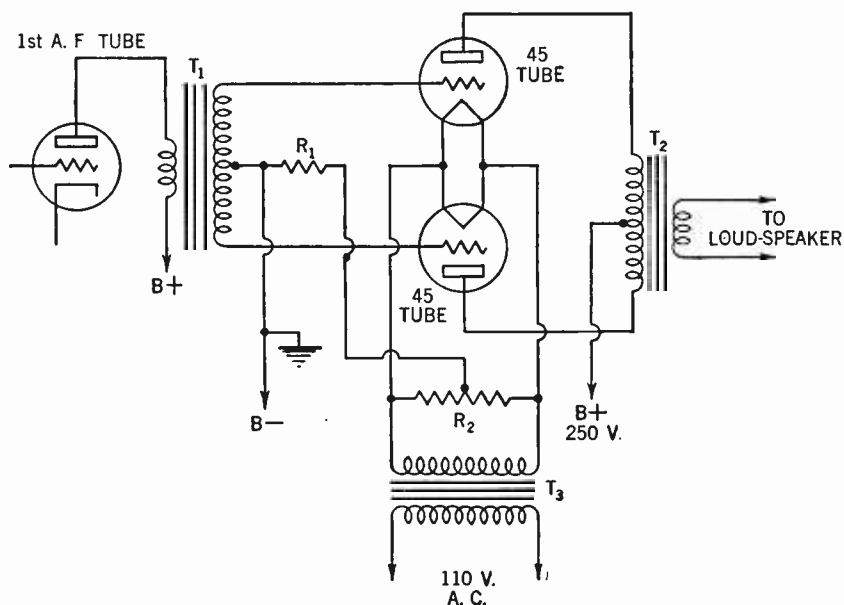 1st A. F TUBE
T1
45
TUBE
R1
T2
TO
LOUD-SPEAKER
B+
45
TUBE
B-
R2
B+
250 V.
T3
110 V.
A. C.